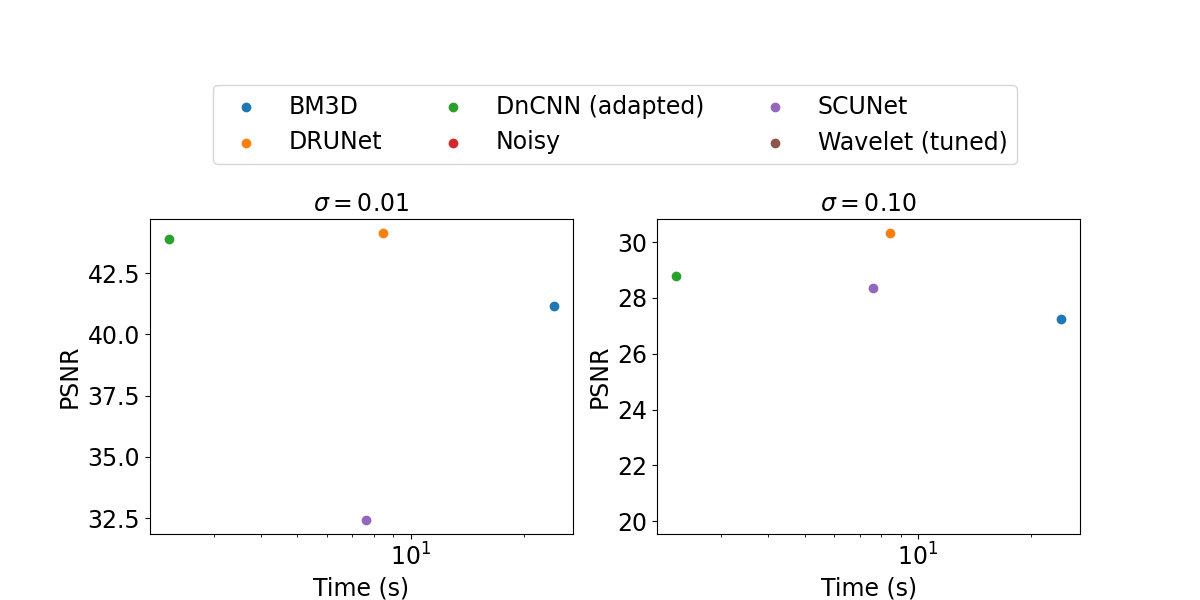 BM3D
DnCNN (adapted)
SCUNet
DRUNet
Noisy
Wavelet (tuned)
σ = 0.01
σ = 0.10
PSNR
42.5
40.0
37.5
35.0
32.5
10¹
Time (s)
PSNR
30
28
26
24
22
20
10¹
Time (s)